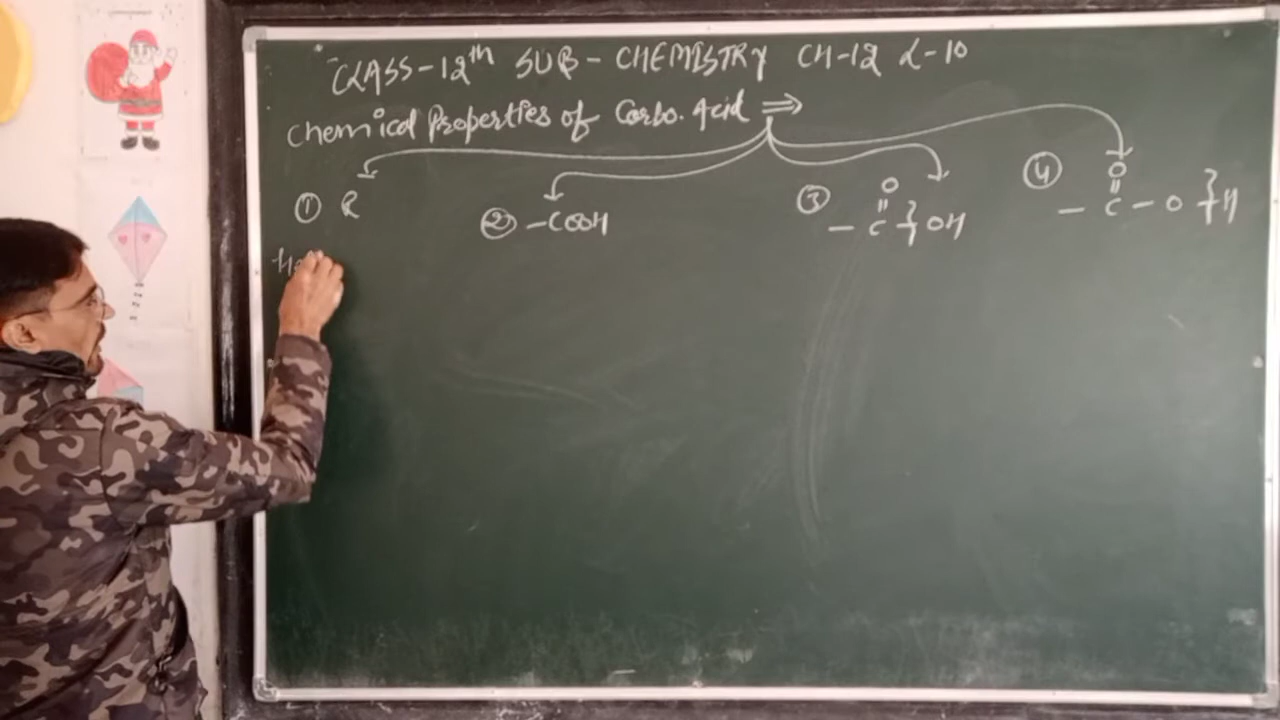 CLASS-12th SUB - CHEMISTRY CH-12 L-10
Chemical Properties of Carbo. Acid ⇒
① R
② -COOH
③ O
|| 
- C } OH
④ O
||
- C - O } H